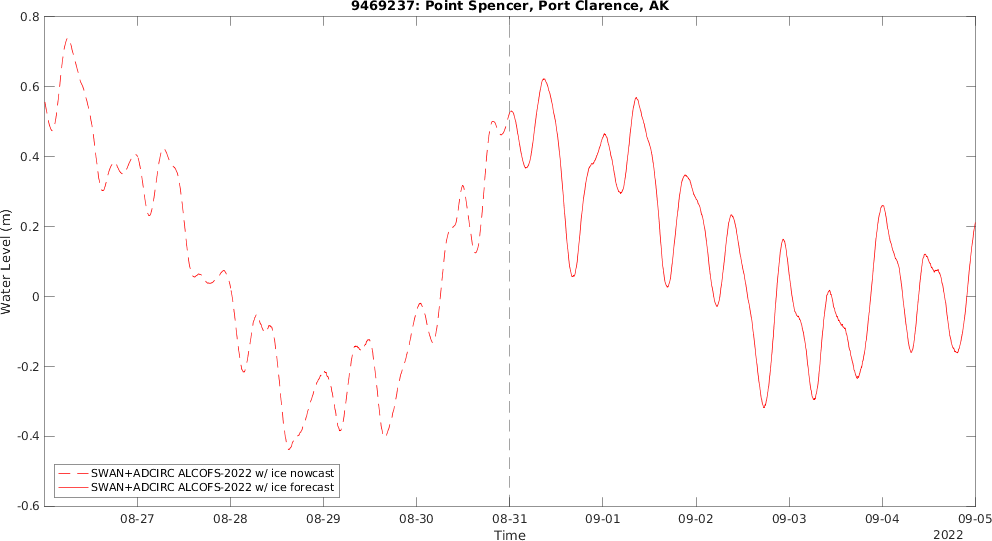 9469237: Point Spencer, Port Clarence, AK
0.8
0.6
0.4
0.2
0
-0.2
-0.4
-0.6
Water Level (m)
SWAN+ADCIRC ALCOFS-2022 w/ ice nowcast
SWAN+ADCIRC ALCOFS-2022 w/ ice forecast
08-27 08-28 08-29 08-30 08-31 09-01 09-02 09-03 09-04 09-05
Time
2022